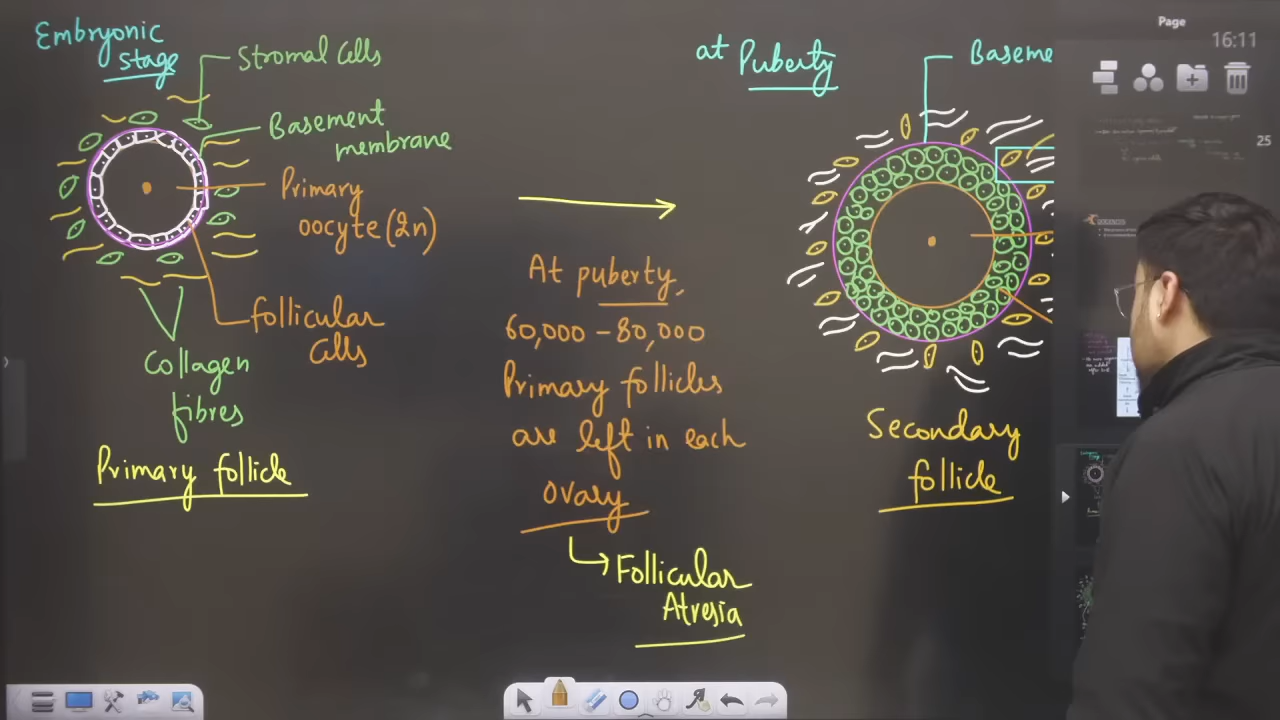 Embryonic
Stage
Stromal Cells
Basement
membrane
Primary
oocyte (2n)
follicular
Cells
Collagen
fibres
Primary follicle
At puberty,
60,000 - 80,000
Primary follicles
are left in each
Ovary
Follicular
Atresia
at Puberty
Baseme
Secondary
follicle
Page
16:11
25